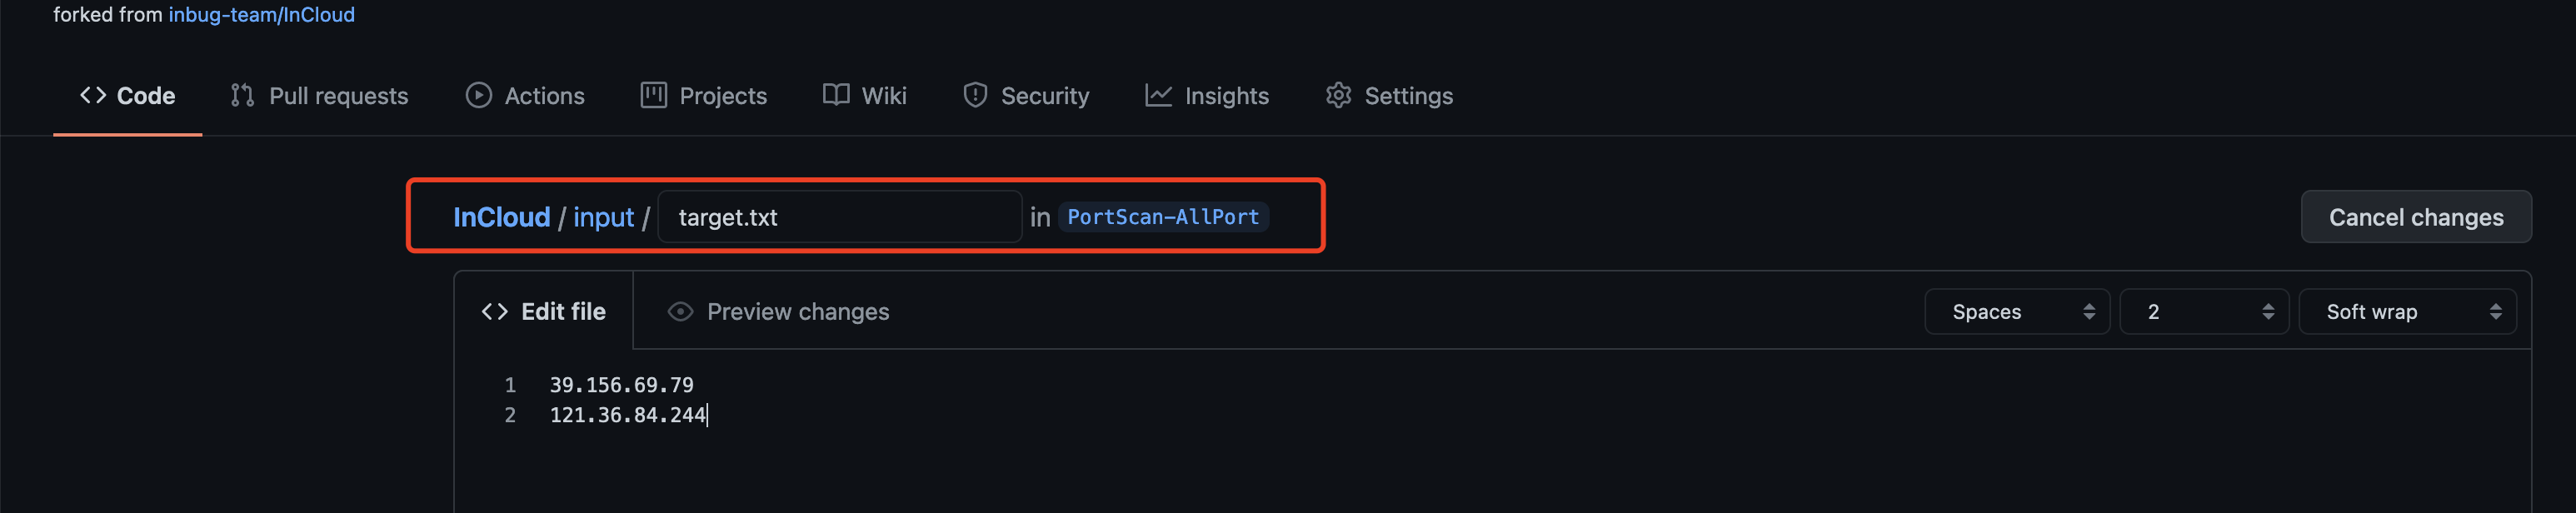 forked from inbug-team/InCloud
Code Pull requests Actions Projects Wiki Security Insights Settings
InCloud / input / target.txt in PortScan-AllPort Cancel changes
Edit file Preview changes Spaces 2 Soft wrap
1 39.156.69.79
2 121.36.84.244